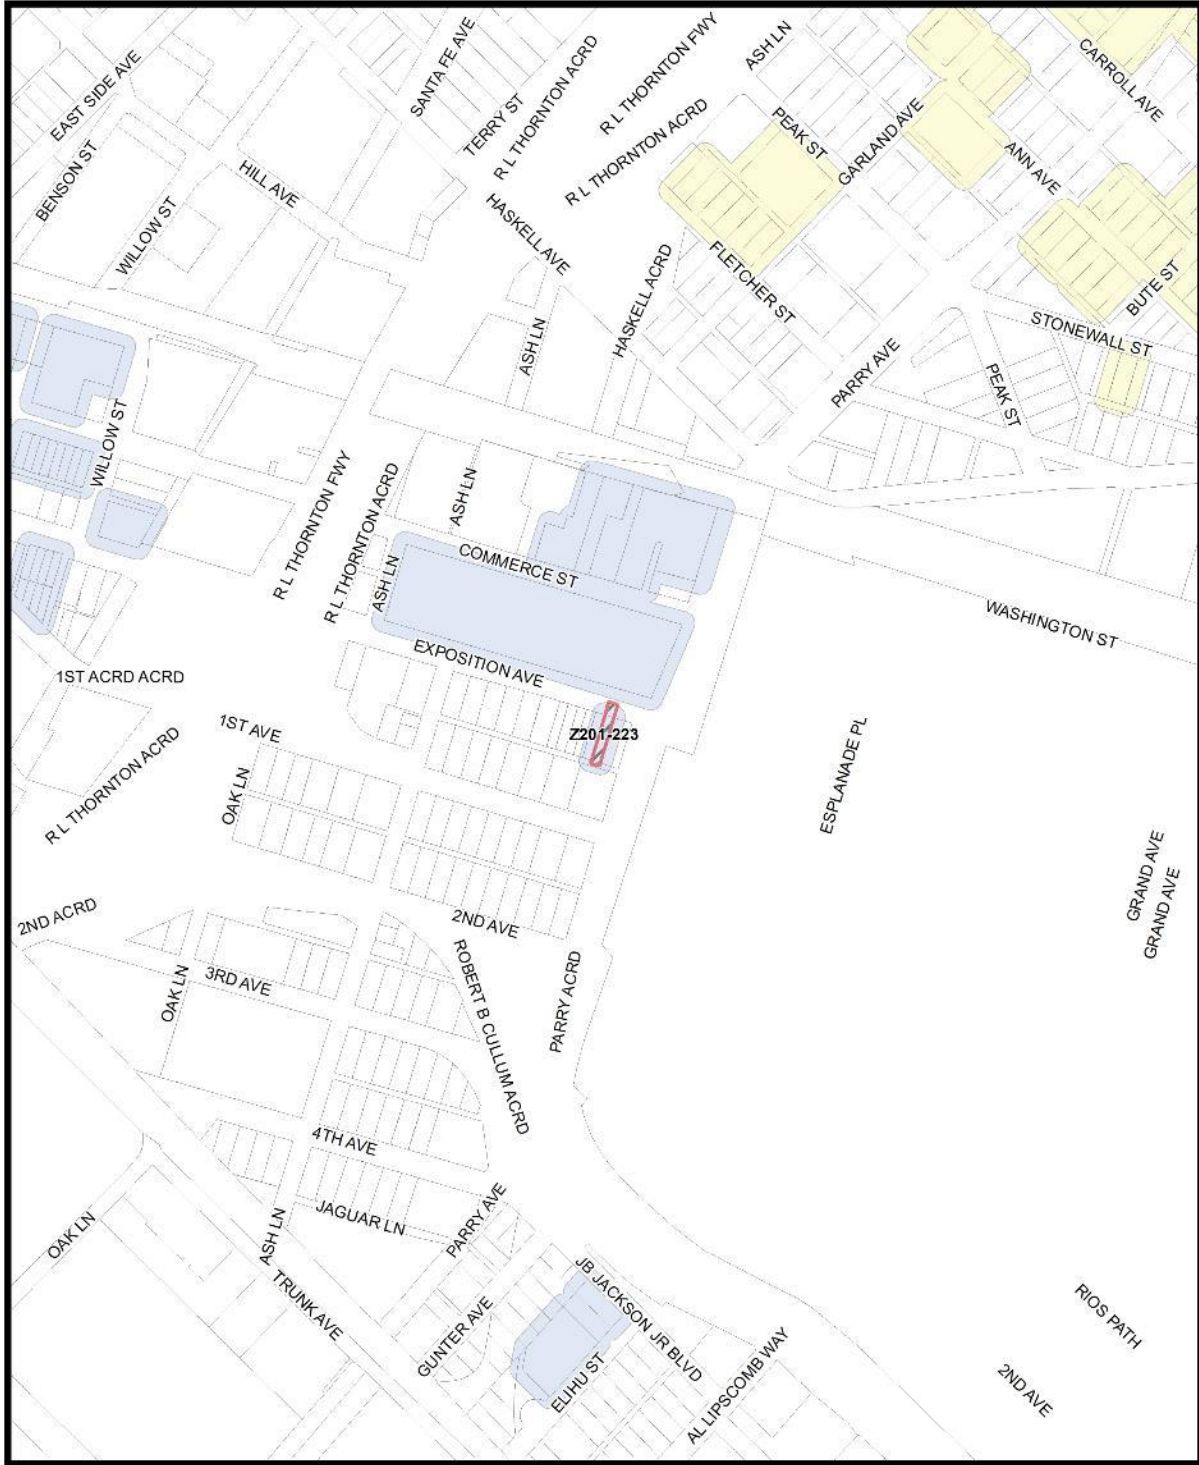 EAST SIDE AVE
SANTA FE AVE
TERRY ST
R L THORNTON ACRD
R L THORNTON FWY
ASH LN
CARROLL AVE
R L THORNTON ACRD
PEAK ST
GARLAND AVE
ANN AVE
BENSON ST
HILL AVE
WILLOW ST
HASKELL AVE
FLETCHER ST
BUTE ST
HASKELL ACRD
ASH LN
STONEWALL ST
PARRY AVE
PEAK ST
WILLOW ST
R L THORNTON FWY
R L THORNTON ACRD
ASH LN
COMMERCE ST
ASH LN
WASHINGTON ST
EXPOSITION AVE
1ST ACRD ACRD
1ST AVE
Z201-223
ESPLANADE PL
R L THORNTON ACRD
OAK LN
GRAND AVE
GRAND AVE
2ND ACRD
2ND AVE
3RD AVE
OAK LN
ROBERT B CULLUM ACRD
PARRY ACRD
4TH AVE
JAGUAR LN
PARRY AVE
OAK LN
ASH LN
TRUNK AVE
JB JACKSON JR BLVD
GUNTER AVE
ELIHU ST
AL LIPSCOMB WAY
RIOS PATH
2ND AVE